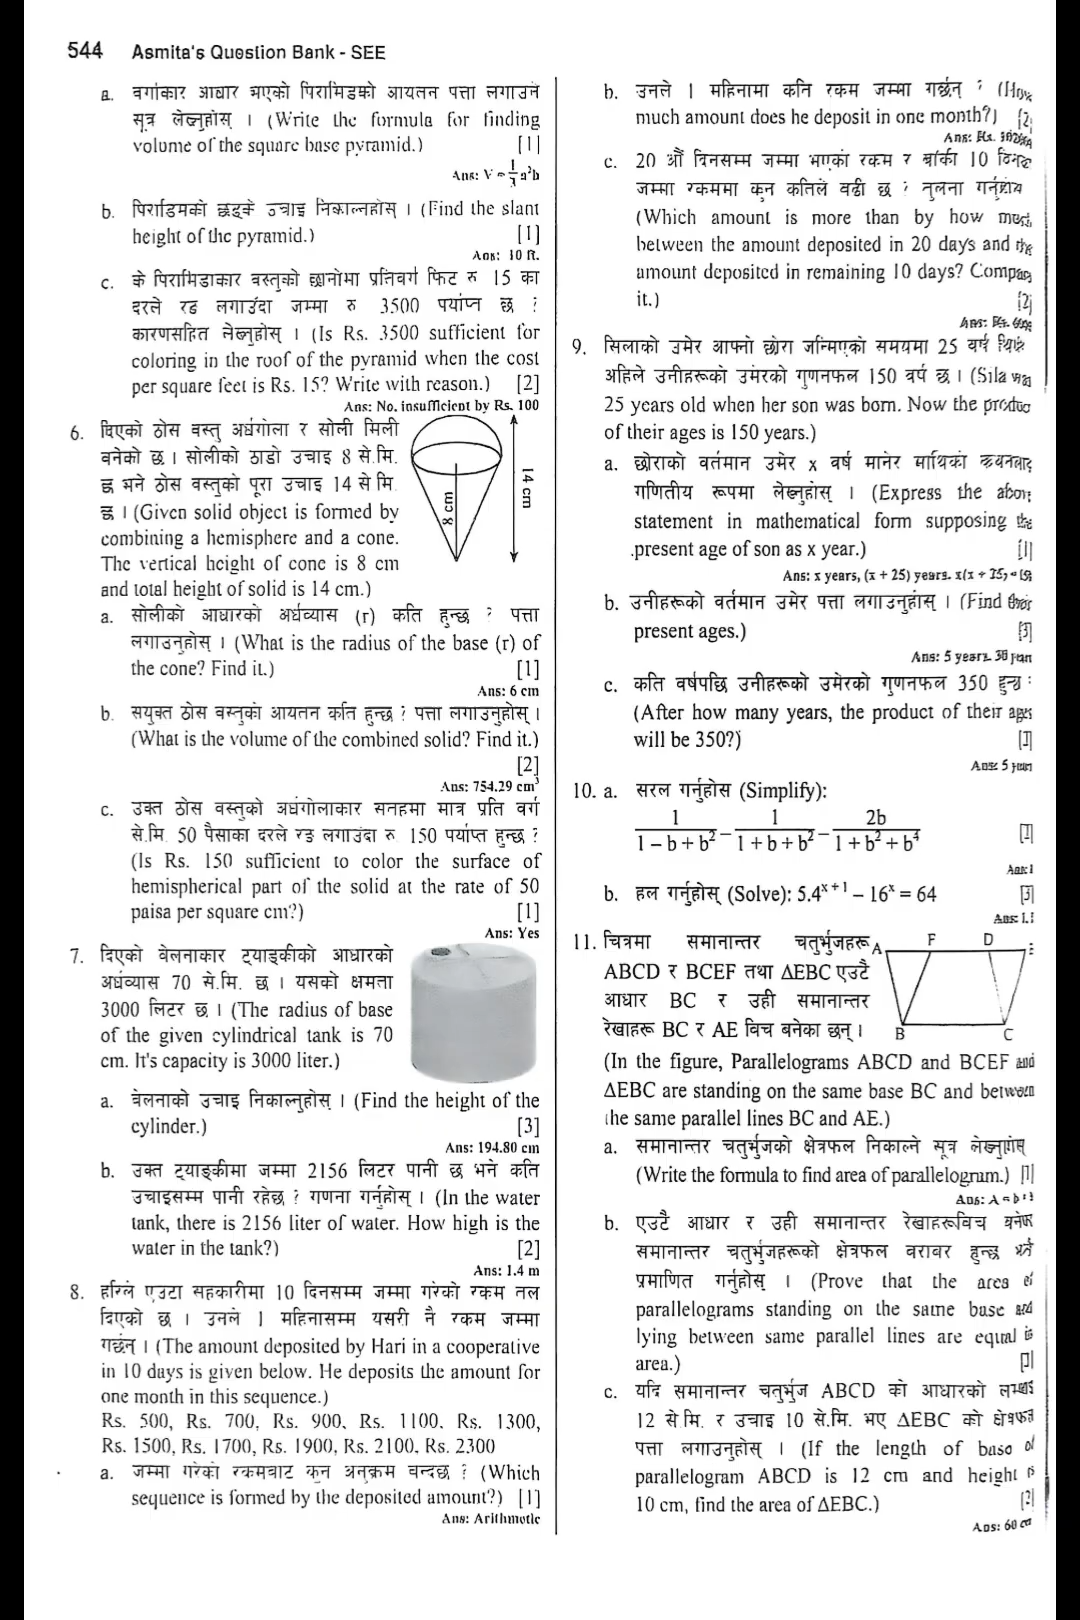 544 Asmita's Question Bank - SEE
a. वर्गाकार आधार भएको पिरामिडको आयतन पत्ता लगाउने
सूत्र लेख्नुहोस् । (Write the formula for finding
volume of the square base pyramid.) [1]
Ans: V = 1/3 a²h
b. पिरामिडको छड्के उचाइ निकाल्नुहोस् । (Find the slant
height of the pyramid.) [1]
Ans: 10 ft.
c. के पिरामिडाकार वस्तुको छानोमा प्रतिवर्ग फिट रु 15 का
दरले रङ लगाउँदा जम्मा रु 3500 पर्याप्त छ ?
कारणसहित लेख्नुहोस् । (Is Rs. 3500 sufficient for
coloring in the roof of the pyramid when the cost
per square feet is Rs. 15? Write with reason.) [2]
Ans: No, insufficient by Rs. 100
6. दिएको ठोस वस्तु अर्धगोला र सोली मिली
बनेको छ । सोलीको ठाडो उचाइ 8 से.मि.
छ भने ठोस वस्तुको पूरा उचाइ 14 से मि.
छ । (Given solid object is formed by
combining a hemisphere and a cone.
The vertical height of cone is 8 cm
and total height of solid is 14 cm.)
8 cm
14 cm
a. सोलीको आधारको अर्धव्यास (r) कति हुन्छ ? पत्ता
लगाउनुहोस् । (What is the radius of the base (r) of
the cone? Find it.) [1]
Ans: 6 cm
b. संयुक्त ठोस वस्तुको आयतन कति हुन्छ ? पत्ता लगाउनुहोस् ।
(What is the volume of the combined solid? Find it.)
[2]
Ans: 754.29 cm³
c. उक्त ठोस वस्तुको अर्धगोलाकार सतहमा मात्र प्रति वर्ग
से.मि. 50 पैसाका दरले रङ लगाउँदा रु 150 पर्याप्त हुन्छ ?
(Is Rs. 150 sufficient to color the surface of
hemispherical part of the solid at the rate of 50
paisa per square cm?) [1]
Ans: Yes
7. दिएको बेलनाकार ट्याङ्कीको आधारको
अर्धव्यास 70 से.मि. छ । यसको क्षमता
3000 लिटर छ । (The radius of base
of the given cylindrical tank is 70
cm. It's capacity is 3000 liter.)
a. बेलनाको उचाइ निकाल्नुहोस् । (Find the height of the
cylinder.) [3]
Ans: 194.80 cm
b. उक्त ट्याङ्कीमा जम्मा 2156 लिटर पानी छ भने कति
उचाइसम्म पानी रहेछ ? गणना गर्नुहोस् । (In the water
tank, there is 2156 liter of water. How high is the
water in the tank?) [2]
Ans: 1.4 m
8. हरिले एउटा सहकारीमा 10 दिनसम्म जम्मा गरेको रकम तल
दिएको छ । उनले 1 महिनासम्म यसरी नै रकम जम्मा
गर्छन् । (The amount deposited by Hari in a cooperative
in 10 days is given below. He deposits the amount for
one month in this sequence.)
Rs. 500, Rs. 700, Rs. 900, Rs. 1100, Rs. 1300,
Rs. 1500, Rs. 1700, Rs. 1900, Rs. 2100, Rs. 2300
a. जम्मा गरेको रकमबाट कुन अनुक्रम बन्दछ ? (Which
sequence is formed by the deposited amount?) [1]
Ans: Arithmetic
b. उनले 1 महिनामा कति रकम जम्मा गर्छन् ? (How
much amount does he deposit in one month?) [2]
Ans: Rs.
c. 20 औँ दिनसम्म जम्मा भएको रकम र बाँकी 10 दिनको
जम्मा रकममा कुन कतिले बढी छ ? तुलना गर्नुहोस्
(Which amount is more than by how much
between the amount deposited in 20 days and the
amount deposited in remaining 10 days? Compare
it.) [2]
Ans: Rs.
9. सिलाको उमेर आफ्नो छोरा जन्मिएको समयमा 25 वर्ष थियो
अहिले उनीहरूको उमेरको गुणनफल 150 वर्ष छ । (Sila was
25 years old when her son was born. Now the product
of their ages is 150 years.)
a. छोराको वर्तमान उमेर x वर्ष मानेर माथिको कथनलाई
गणितीय रूपमा लेख्नुहोस् । (Express the above
statement in mathematical form supposing the
present age of son as x year.) [1]
Ans: x years, (x + 25) years. x(x + 25) =
b. उनीहरूको वर्तमान उमेर पत्ता लगाउनुहोस् । (Find their
present ages.) [3]
Ans: 5 years. 30 years
c. कति वर्षपछि उनीहरूको उमेरको गुणनफल 350 हुन्छ ?
(After how many years, the product of their ages
will be 350?) [1]
Ans: 5 years
10. a. सरल गर्नुहोस (Simplify):
1/(1 – b + b²) – 1/(1 + b + b²) – 2b/(1 + b² + b⁴)
Ans:
b. हल गर्नुहोस् (Solve): 5.4ˣ⁺¹ – 16ˣ = 64 [3]
Ans: 1,
11. चित्रमा समानान्तर चतुर्भुजहरू
ABCD र BCEF तथा ΔEBC एउटै
आधार BC र उही समानान्तर
रेखाहरू BC र AE बिच बनेका छन् ।
A F D E
B C
(In the figure, Parallelograms ABCD and BCEF and
ΔEBC are standing on the same base BC and between
the same parallel lines BC and AE.)
a. समानान्तर चतुर्भुजको क्षेत्रफल निकाल्ने सूत्र लेख्नुहोस्
(Write the formula to find area of parallelogram.) [1]
Ans: A = b ×
b. एउटै आधार र उही समानान्तर रेखाहरूबिच बनेका
समानान्तर चतुर्भुजहरूको क्षेत्रफल बराबर हुन्छ भनी
प्रमाणित गर्नुहोस् । (Prove that the area of
parallelograms standing on the same base and
lying between same parallel lines are equal in
area.)
c. यदि समानान्तर चतुर्भुज ABCD को आधारको लम्बाइ
12 से मि. र उचाइ 10 से.मि. भए ΔEBC को क्षेत्रफल
पत्ता लगाउनुहोस् । (If the length of base of
parallelogram ABCD is 12 cm and height is
10 cm, find the area of ΔEBC.) [2]
Ans: 60 cm